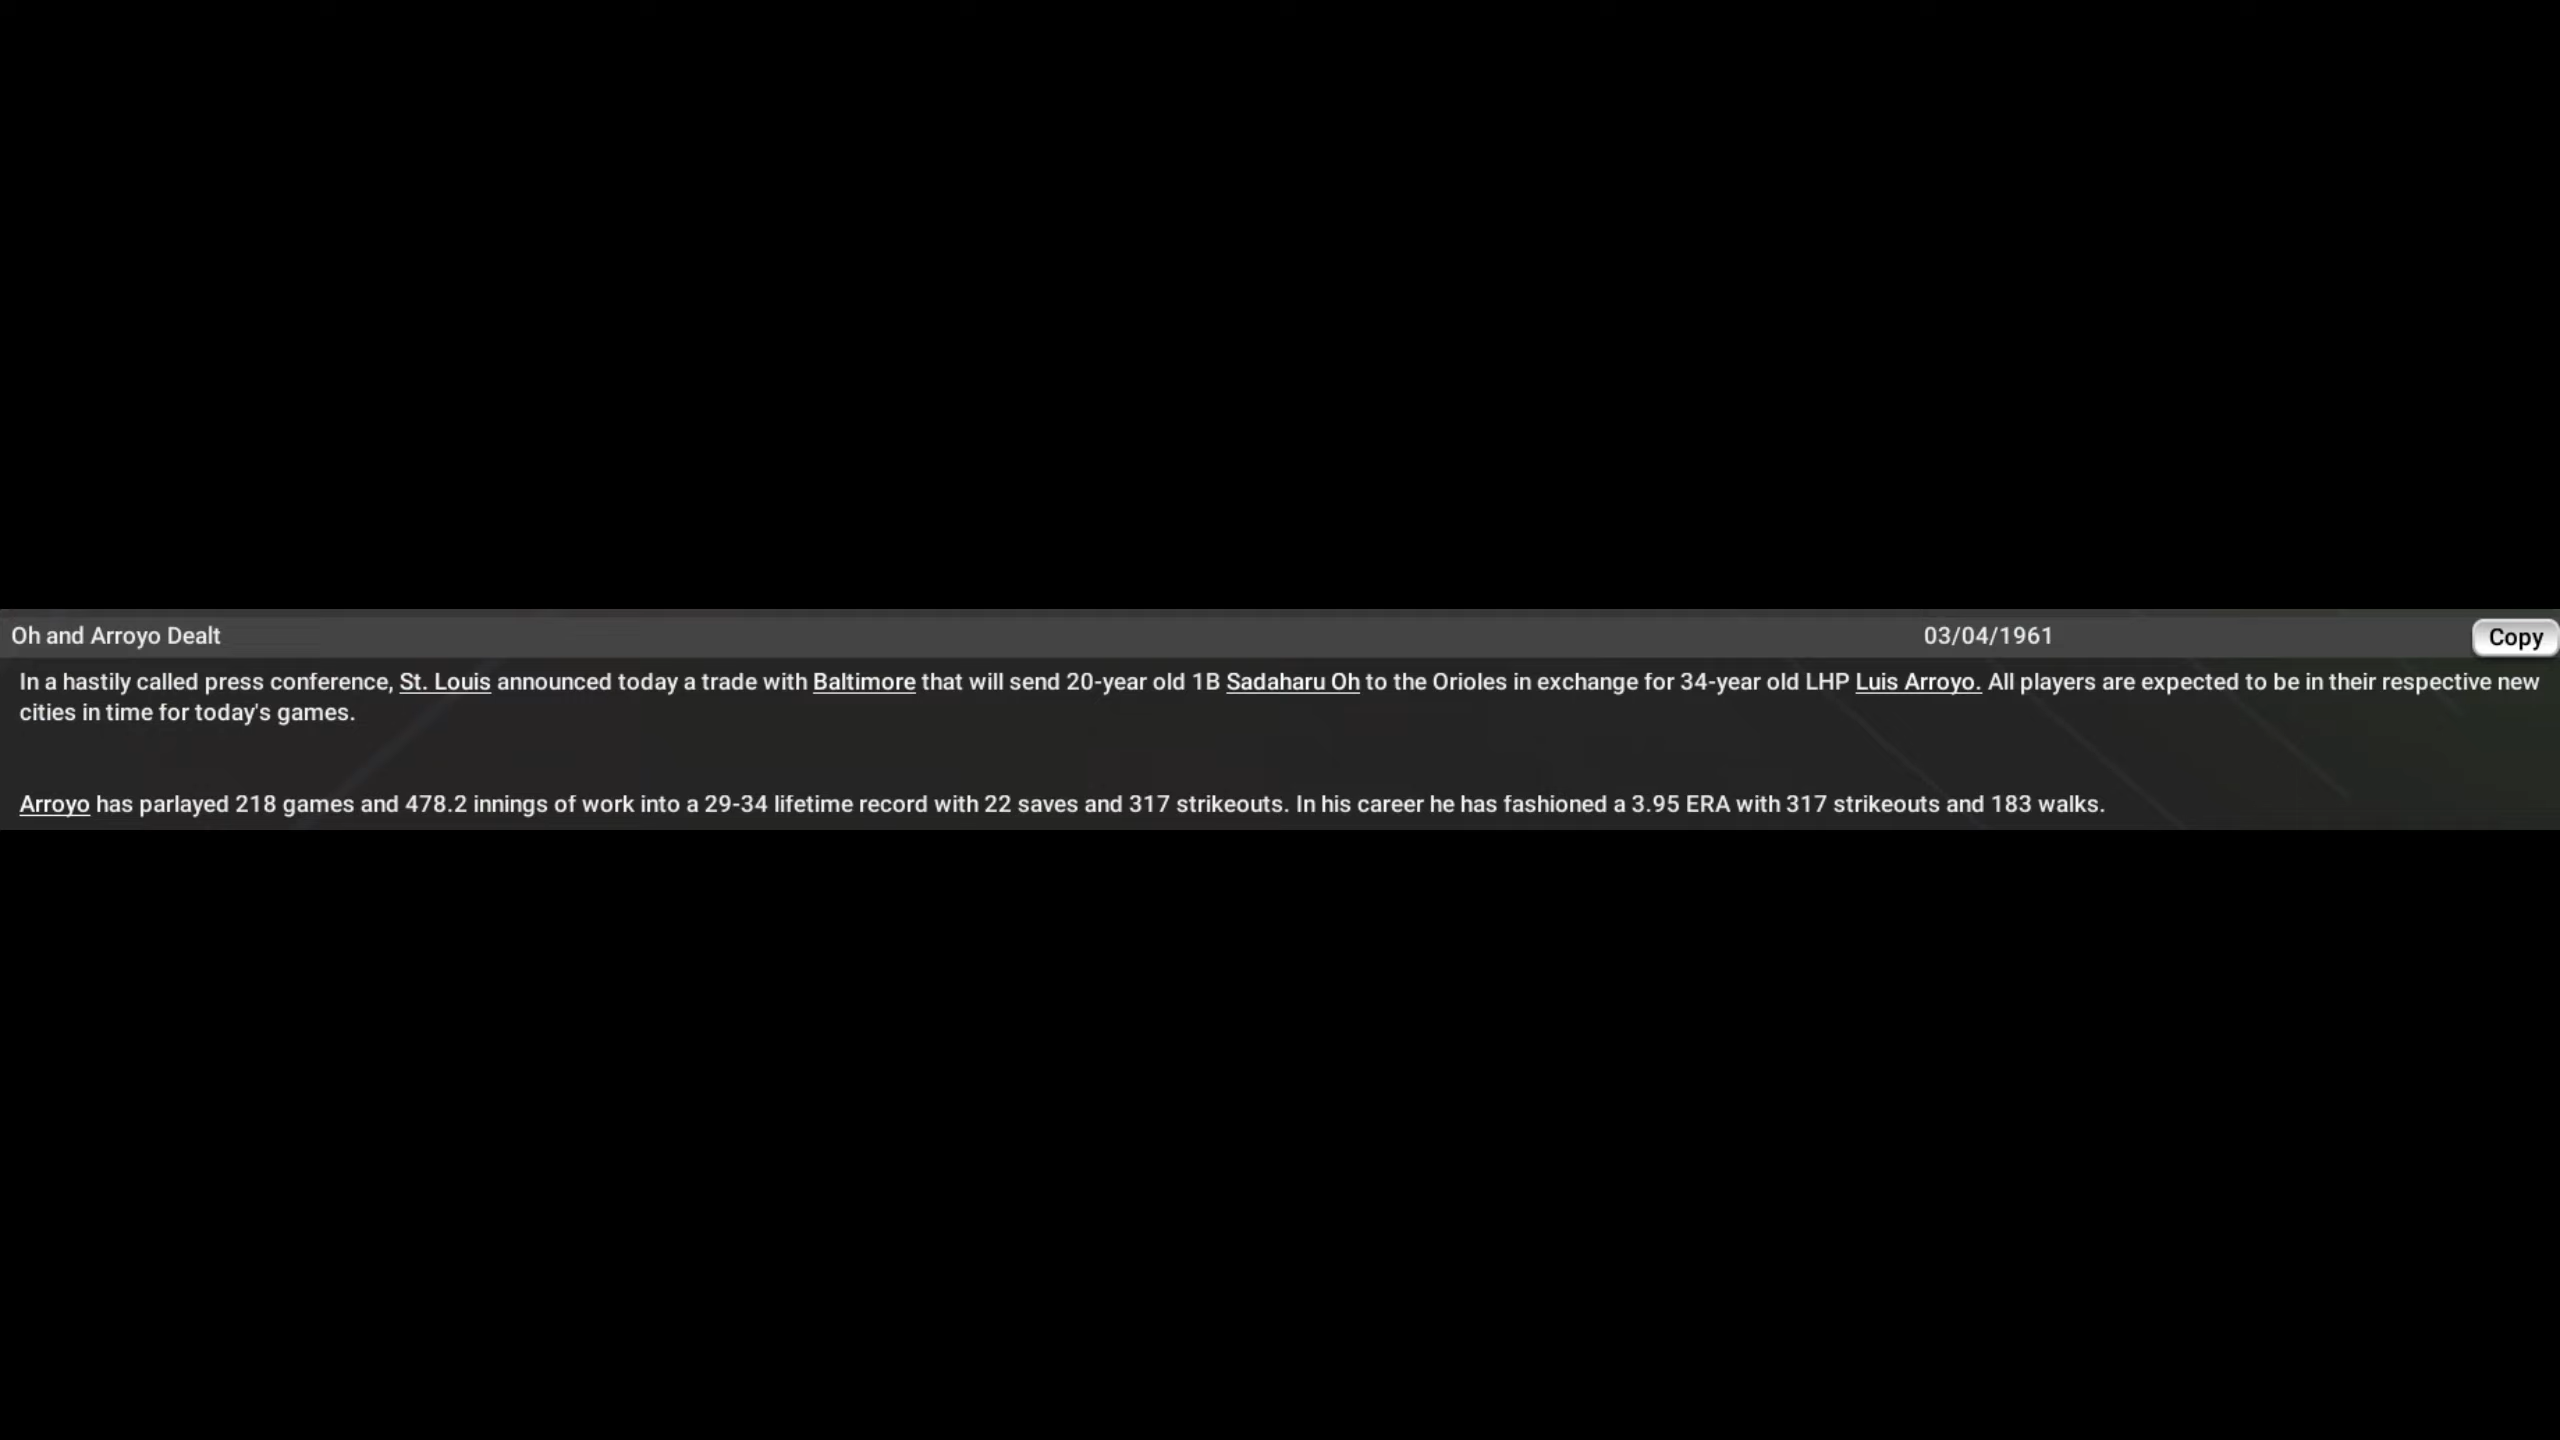 Oh and Arroyo Dealt 03/04/1961 Copy
In a hastily called press conference, St. Louis announced today a trade with Baltimore that will send 20-year old 1B Sadaharu Oh to the Orioles in exchange for 34-year old LHP Luis Arroyo. All players are expected to be in their respective new
cities in time for today's games.
Arroyo has parlayed 218 games and 478.2 innings of work into a 29-34 lifetime record with 22 saves and 317 strikeouts. In his career he has fashioned a 3.95 ERA with 317 strikeouts and 183 walks.